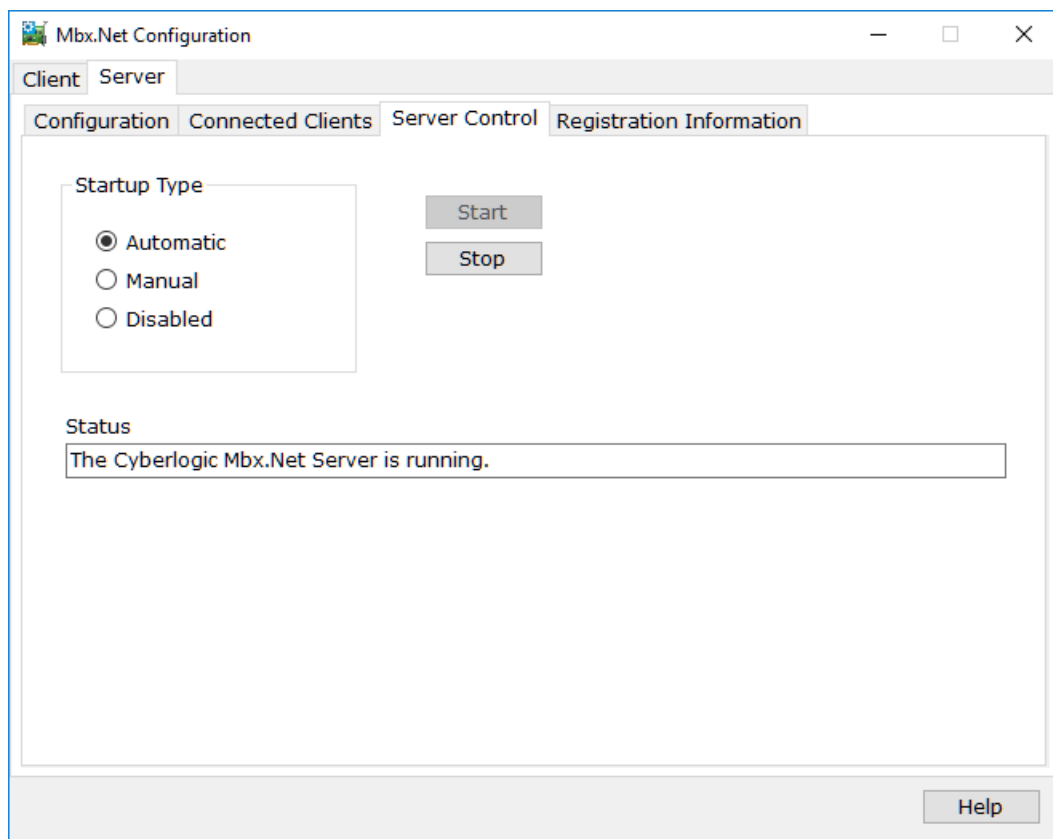 Mbx.Net Configuration
Client Server
Configuration Connected Clients Server Control Registration Information
Startup Type
Automatic
Manual
Disabled
Start
Stop
Status
The Cyberlogic Mbx.Net Server is running.
Help